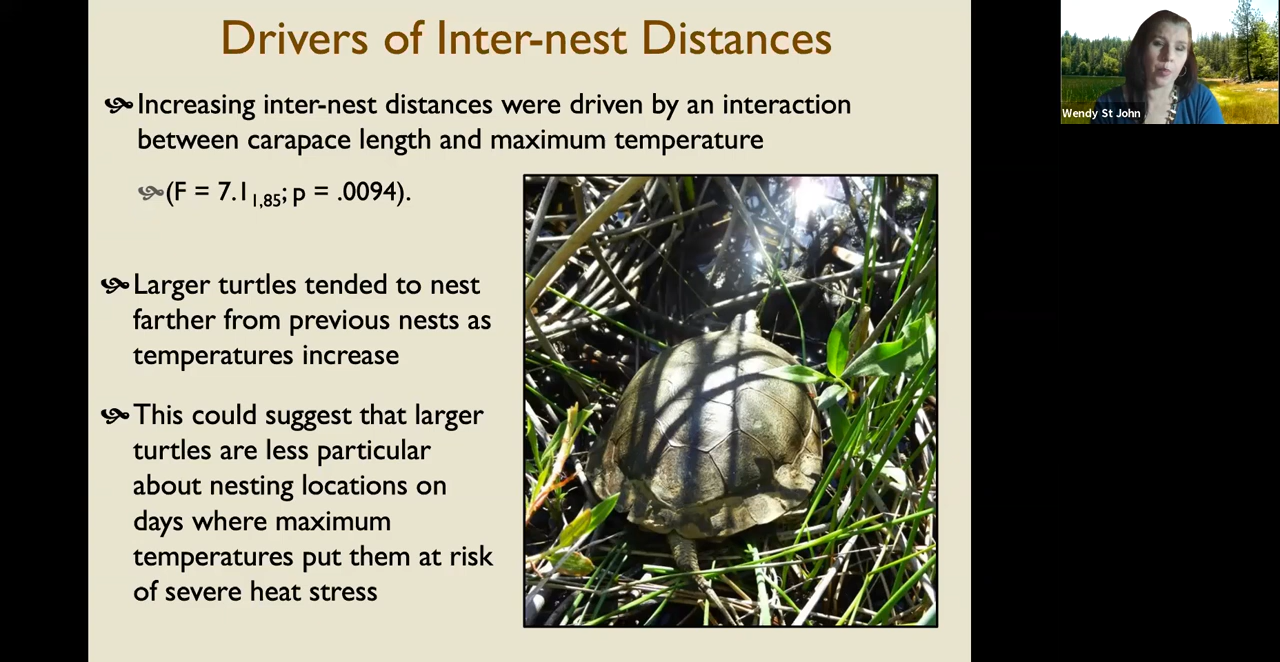 Drivers of Inter-nest Distances
Increasing inter-nest distances were driven by an interaction
between carapace length and maximum temperature
(F = 7.1₁,₈₅; p = .0094).
Larger turtles tended to nest
farther from previous nests as
temperatures increase
This could suggest that larger
turtles are less particular
about nesting locations on
days where maximum
temperatures put them at risk
of severe heat stress
Wendy St John